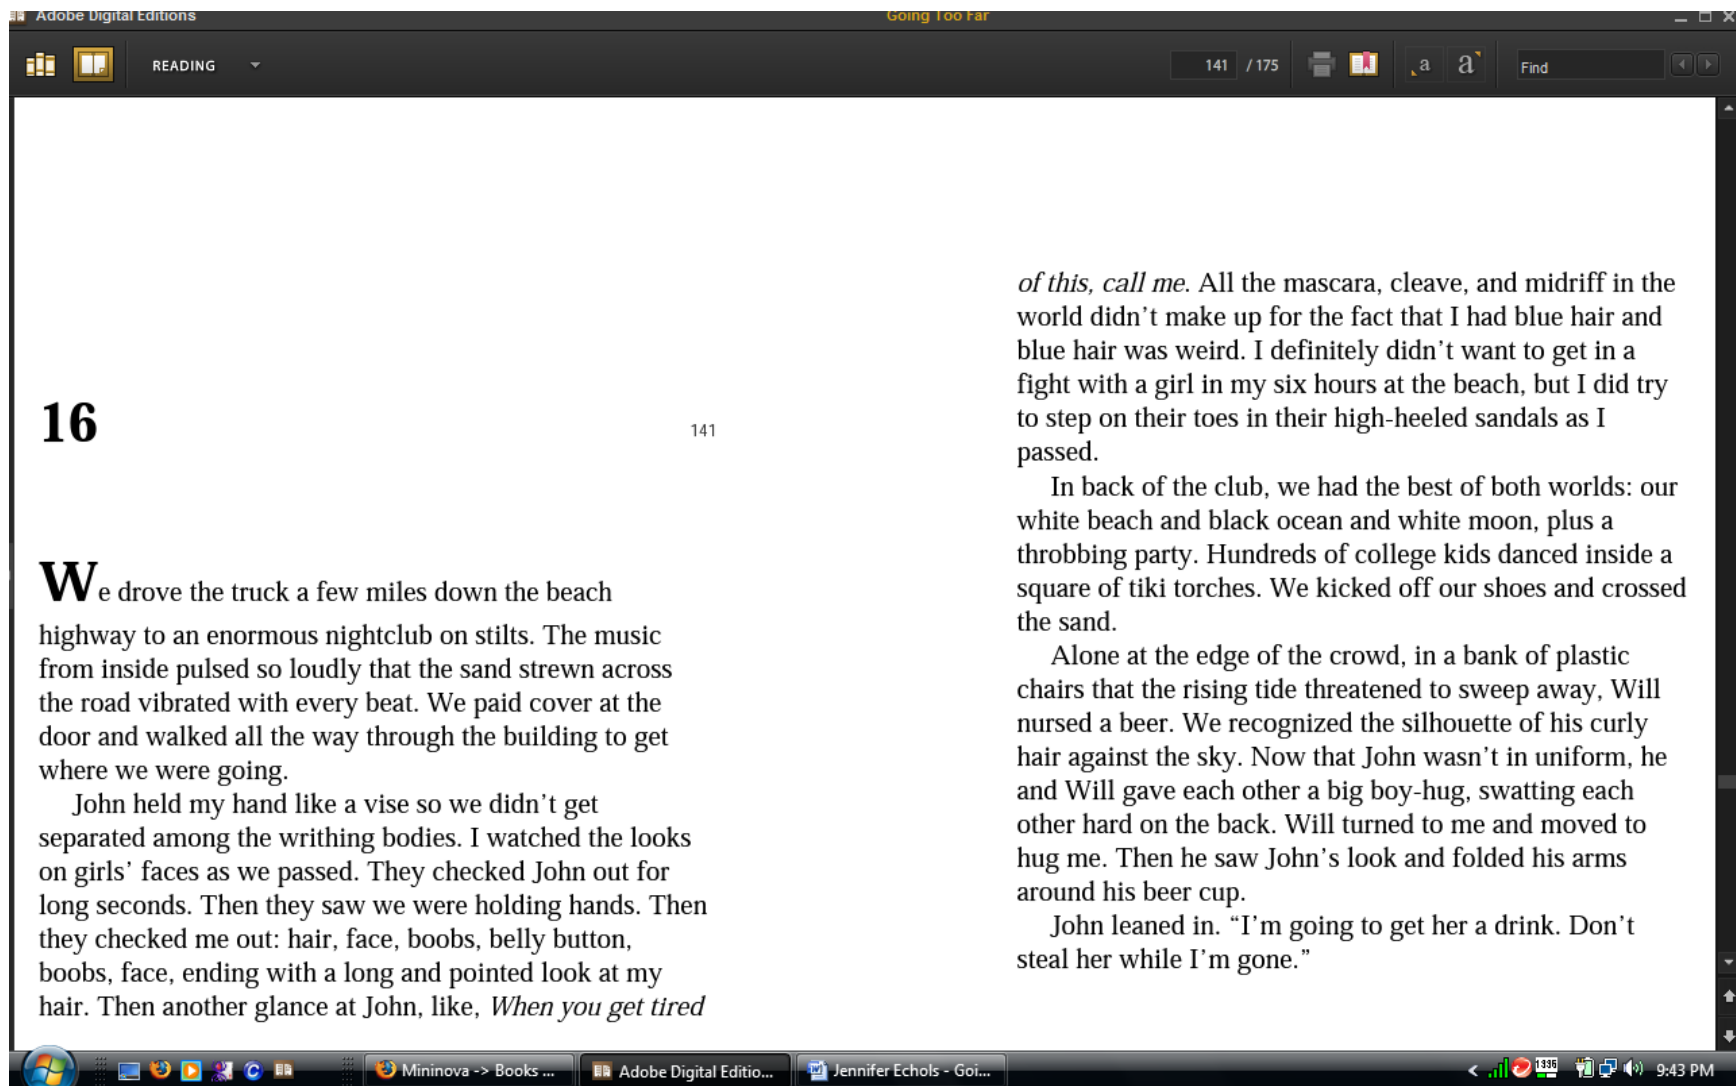 Adobe Digital Editions
Going Too Far
READING
141 / 175
a
a
Find
16
141
We drove the truck a few miles down the beach
highway to an enormous nightclub on stilts. The music
from inside pulsed so loudly that the sand strewn across
the road vibrated with every beat. We paid cover at the
door and walked all the way through the building to get
where we were going.
John held my hand like a vise so we didn’t get
separated among the writhing bodies. I watched the looks
on girls’ faces as we passed. They checked John out for
long seconds. Then they saw we were holding hands. Then
they checked me out: hair, face, boobs, belly button,
boobs, face, ending with a long and pointed look at my
hair. Then another glance at John, like, When you get tired
of this, call me. All the mascara, cleave, and midriff in the
world didn’t make up for the fact that I had blue hair and
blue hair was weird. I definitely didn’t want to get in a
fight with a girl in my six hours at the beach, but I did try
to step on their toes in their high-heeled sandals as I
passed.
In back of the club, we had the best of both worlds: our
white beach and black ocean and white moon, plus a
throbbing party. Hundreds of college kids danced inside a
square of tiki torches. We kicked off our shoes and crossed
the sand.
Alone at the edge of the crowd, in a bank of plastic
chairs that the rising tide threatened to sweep away, Will
nursed a beer. We recognized the silhouette of his curly
hair against the sky. Now that John wasn’t in uniform, he
and Will gave each other a big boy-hug, swatting each
other hard on the back. Will turned to me and moved to
hug me. Then he saw John’s look and folded his arms
around his beer cup.
John leaned in. “I’m going to get her a drink. Don’t
steal her while I’m gone.”
Mininova -> Books ...
Adobe Digital Editio...
Jennifer Echols - Goi...
9:43 PM